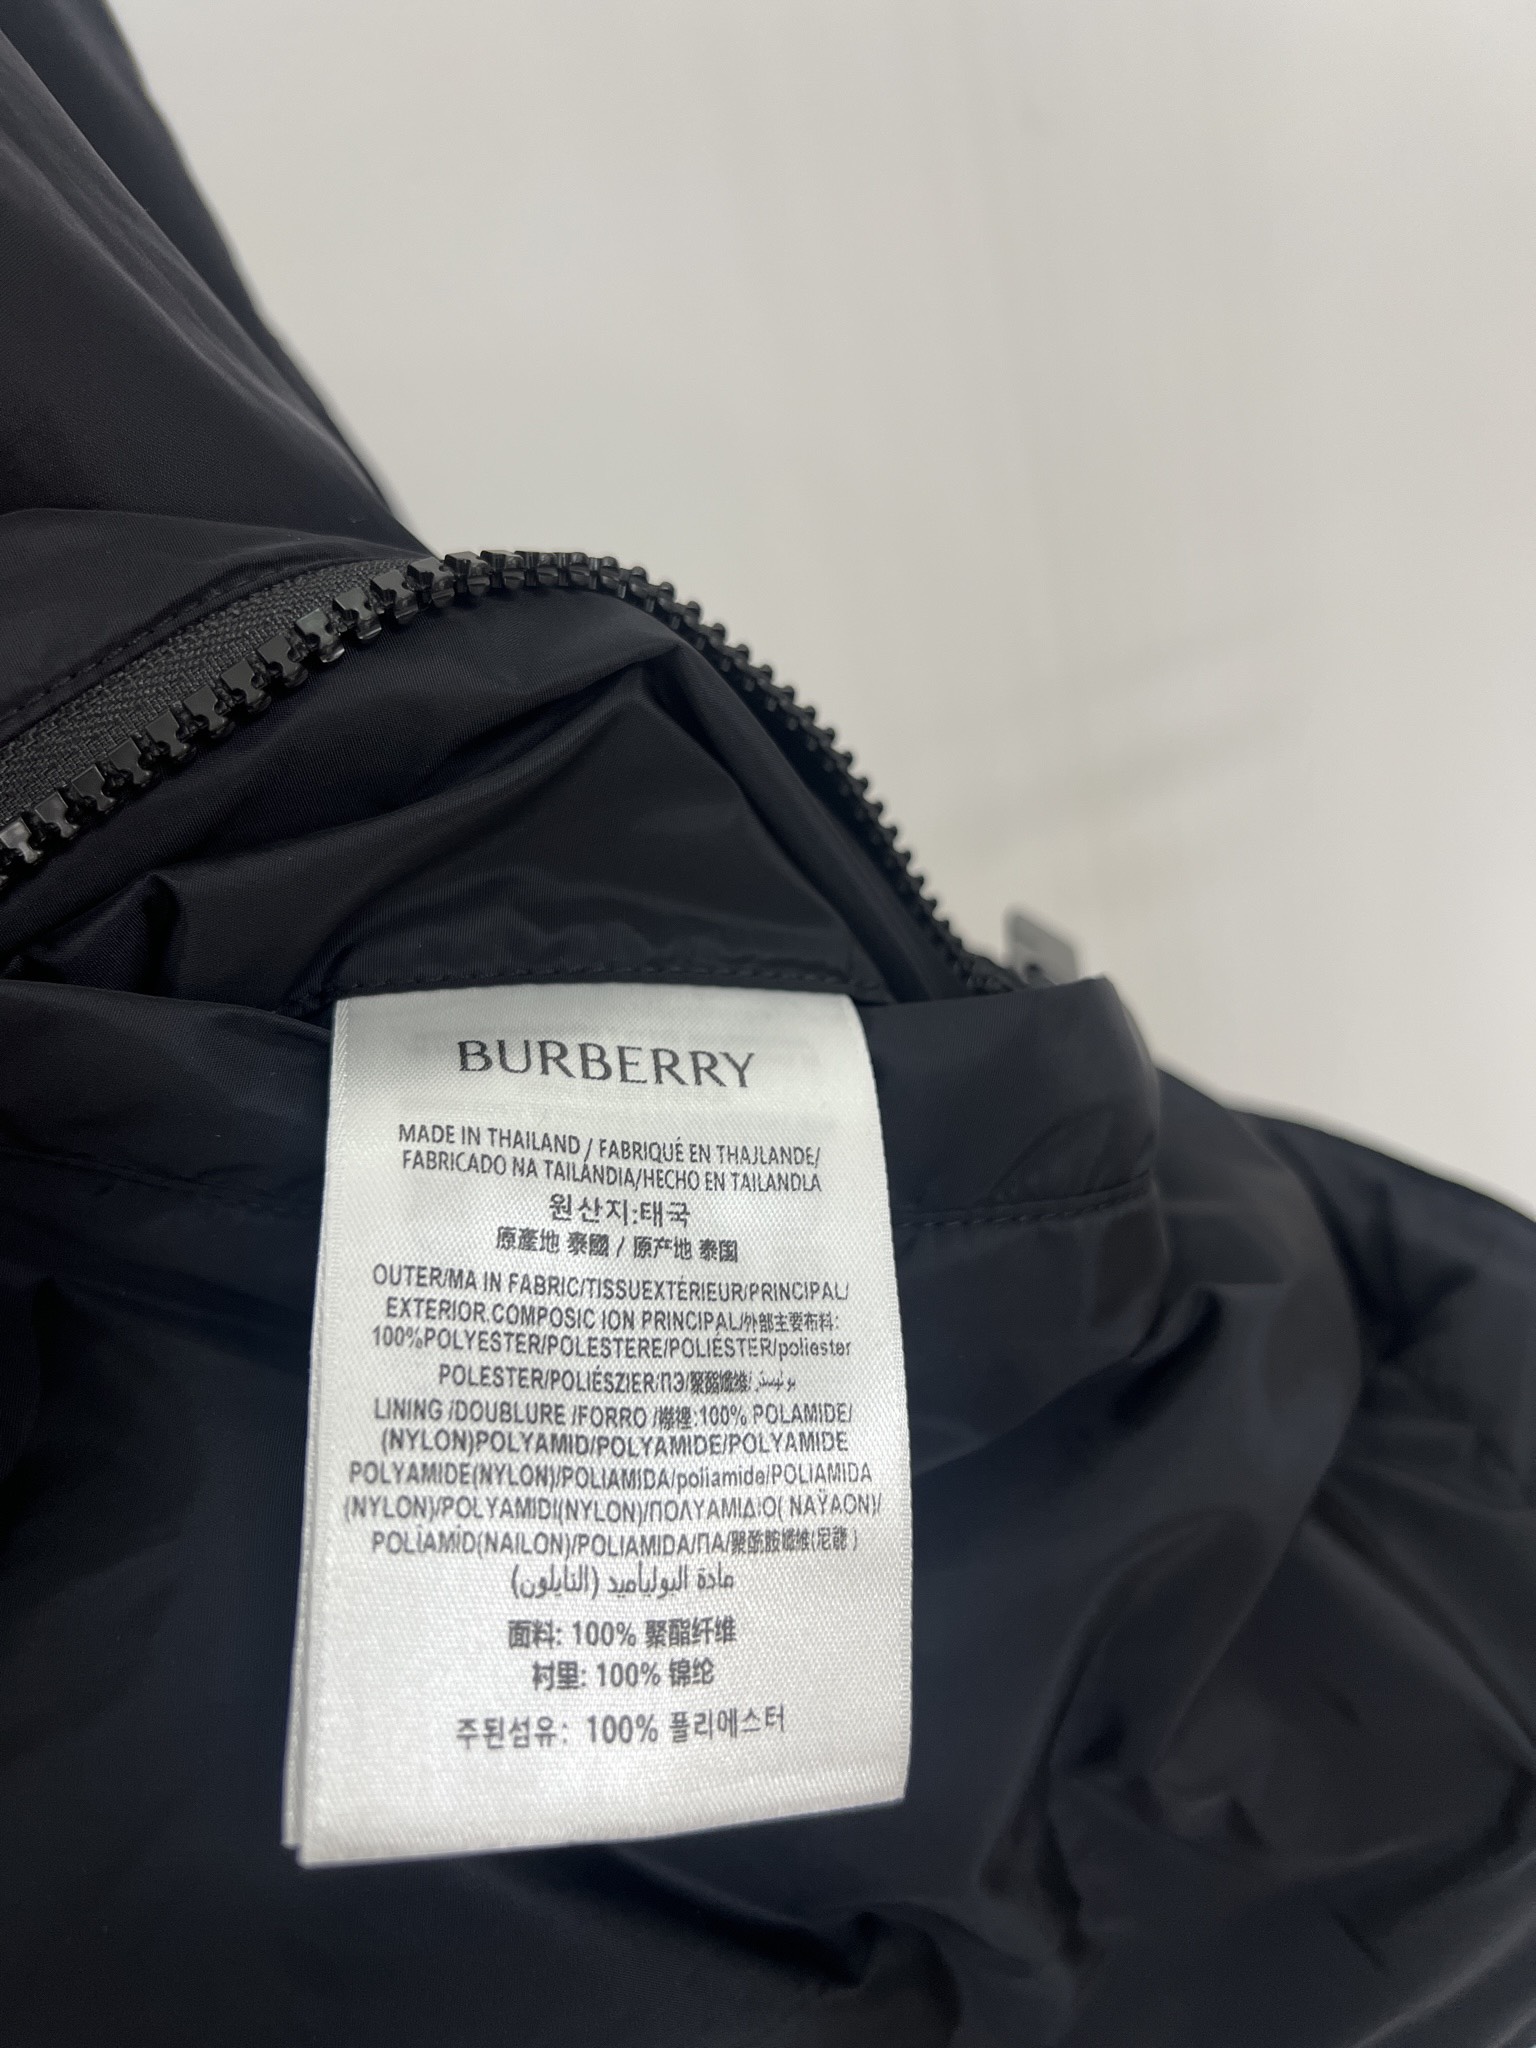 BURBERRY
MADE IN THAILAND / FABRIQUÉ EN THAJLANDE/
FABRICADO NA TAILÂNDIA/HECHO EN TAILANDLA
원산지:태국
原產地 泰國 / 原产地 泰国
OUTER/MA IN FABRIC/TISSUEXTÉRIEUR/PRINCIPAL/
EXTERIOR.COMPOSIC ION PRINCIPAL/外部主要布料:
100%POLYESTER/POLESTERE/POLIÉSTER/poliester
POLESTER/POLIÉSZIER/ПЭ/聚酯纖維/بوليستر
LINING /DOUBLURE /FORRO /襟裡:100% POLAMIDE/
(NYLON)POLYAMID/POLYAMIDE/POLYAMIDE
POLYAMIDE(NYLON)/POLIAMIDA/poliamide/POLIAMIDA
(NYLON)/POLYAMIDI(NYLON)/ΠΟΛΥΑΜΙΔΙΟ( ΝΑΫΛΟΝ)/
POLİAMİD(NAILON)/POLIAMIDA/ПА/聚酰胺纖维(尼龍 )
مادة البولياميد (النايلون)
面料: 100% 聚酯纤维
衬里: 100% 锦纶
주된섬유: 100% 폴리에스터